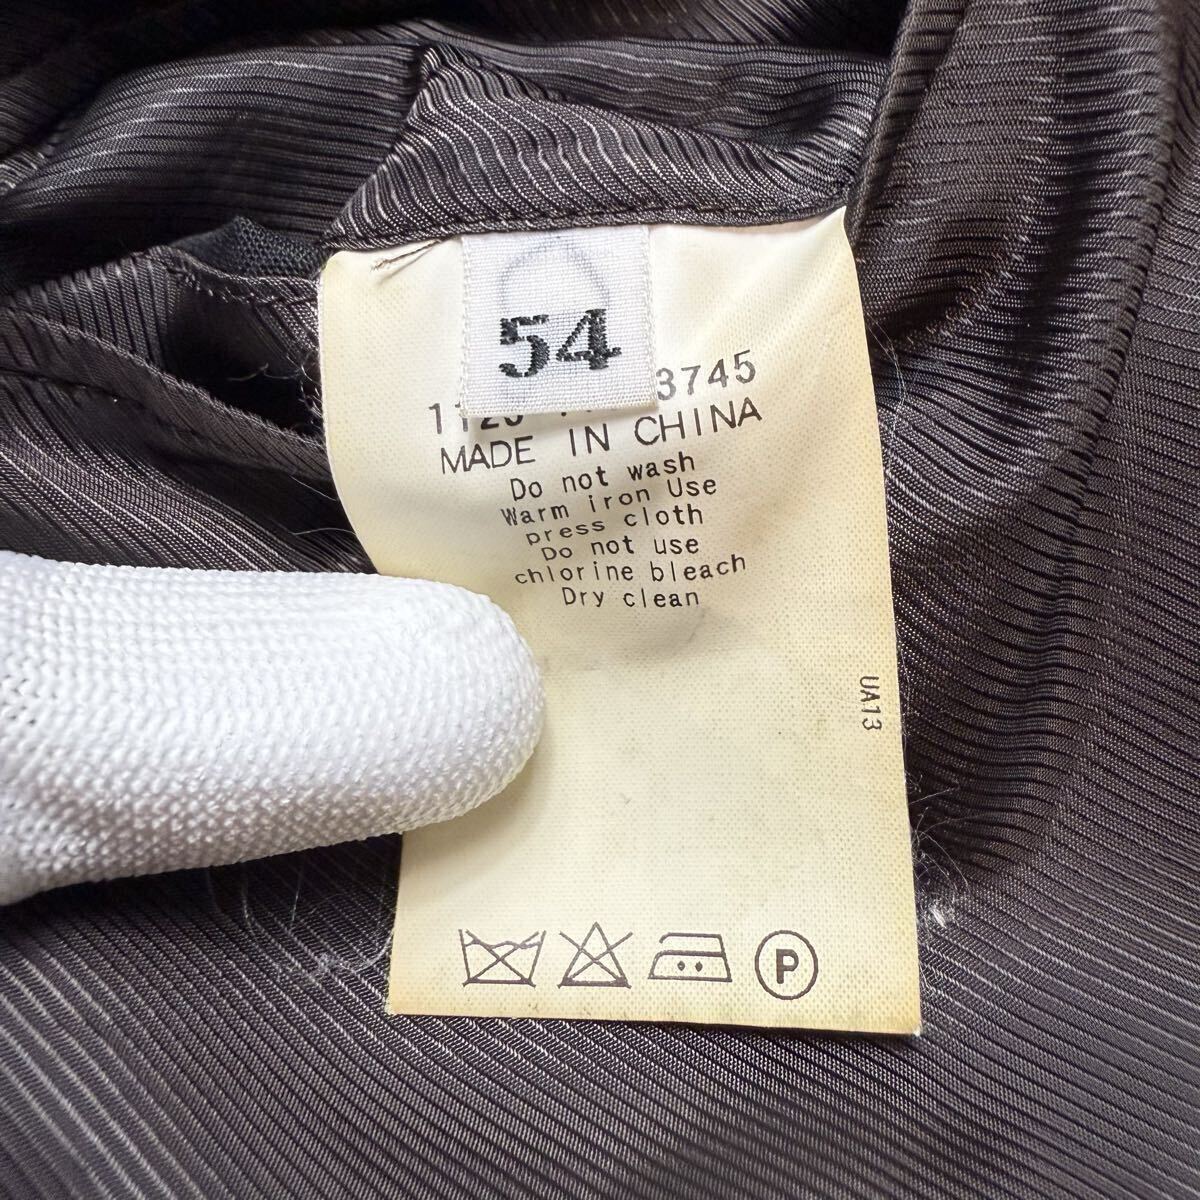 54
3745
MADE IN CHINA
Do not wash
Warm iron Use
press cloth
Do not use
chlorine bleach
Dry clean
UA13
P